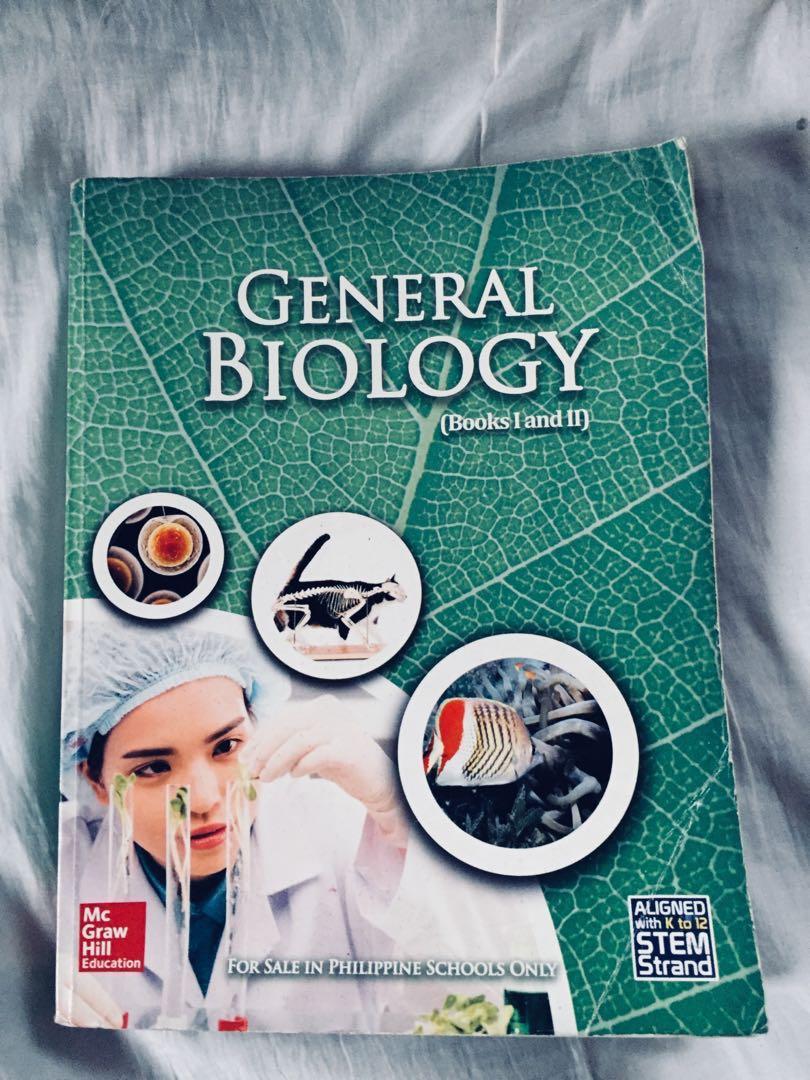 GENERAL
BIOLOGY
(Books I and II)
Mc
Graw
Hill
Education
FOR SALE IN PHILIPPINE SCHOOLS ONLY
ALIGNED
with K to 12
STEM
Strand